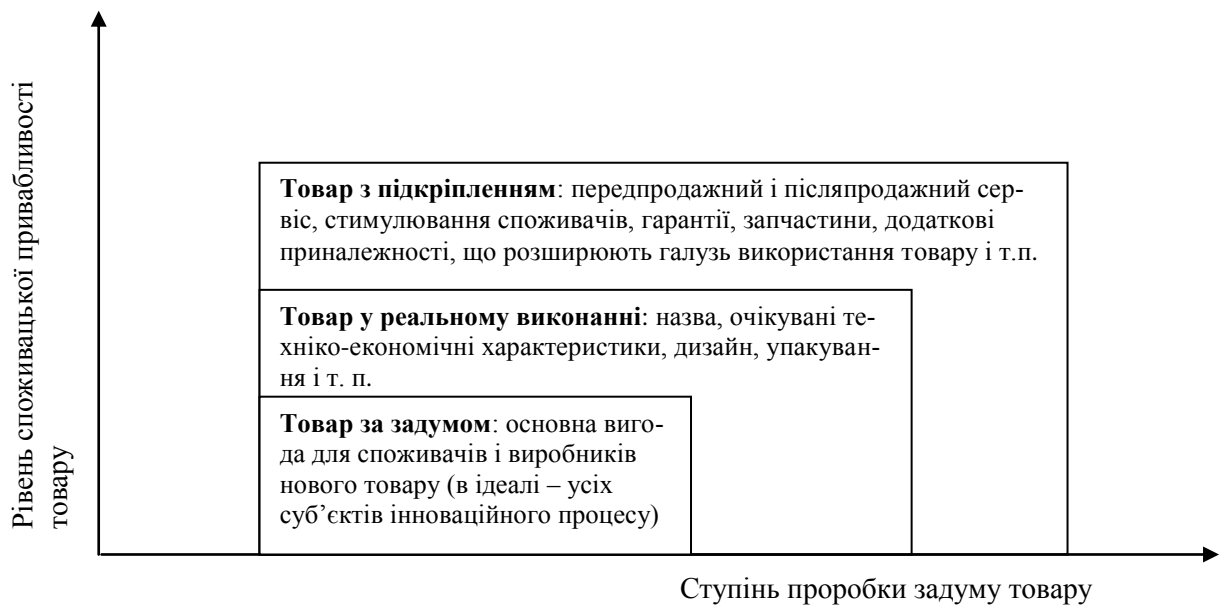 Рівень споживацької привабливості
товару
Товар з підкріпленням: передпродажний і післяпродажний сер-
віс, стимулювання споживачів, гарантії, запчастини, додаткові
приналежності, що розширюють галузь використання товару і т.п.
Товар у реальному виконанні: назва, очікувані те-
хніко-економічні характеристики, дизайн, упакуван-
ня і т. п.
Товар за задумом: основна виго-
да для споживачів і виробників
нового товару (в ідеалі – усіх
суб’єктів інноваційного процесу)
Ступінь проробки задуму товару